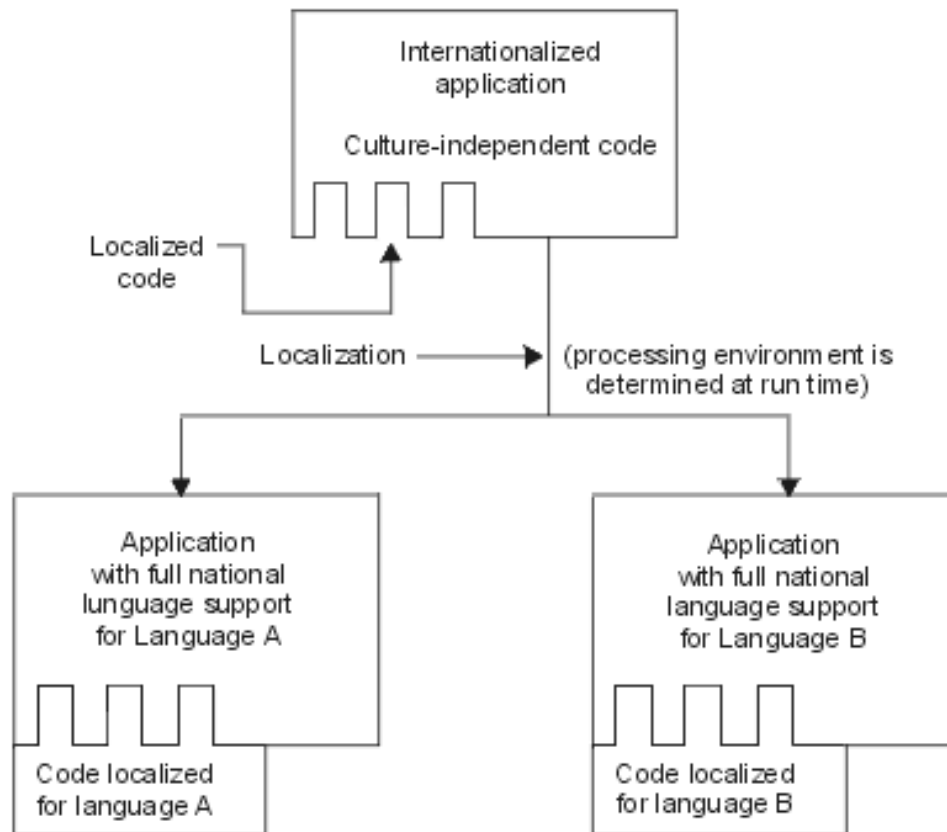 Internationalized
application
Culture-independent code
Localized
code
Localization
(processing environment is
determined at run time)
Application
with full national
lunguage support
for Language A
Application
with full national
language support
for Language B
Code localized
for language A
Code localized
for language B